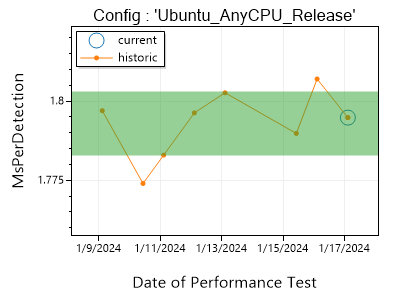 Config : 'Ubuntu_AnyCPU_Release'
current
historic
MsPerDetection
1.8
1.775
1/9/2024 1/11/2024 1/13/2024 1/15/2024 1/17/2024
Date of Performance Test